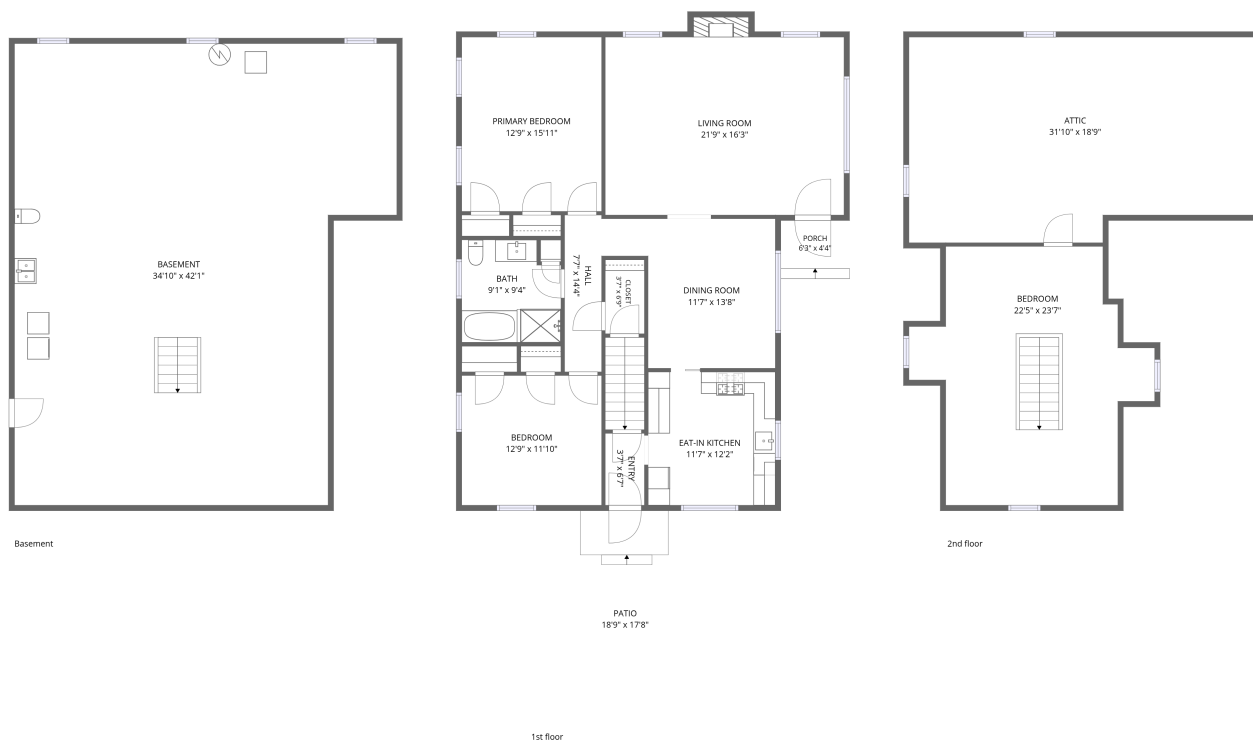 BASEMENT
34'10" x 42'1"
Basement
PRIMARY BEDROOM
12'9" x 15'11"
LIVING ROOM
21'9" x 16'3"
PORCH
6'3" x 4'4"
BATH
9'1" x 9'4"
HALL
7'7" x 14'4"
CLOSET
3'7" x 6'9"
DINING ROOM
11'7" x 13'8"
BEDROOM
12'9" x 11'10"
ENTRY
3'7" x 6'7"
EAT-IN KITCHEN
11'7" x 12'2"
PATIO
18'9" x 17'8"
1st floor
ATTIC
31'10" x 18'9"
BEDROOM
22'5" x 23'7"
2nd floor